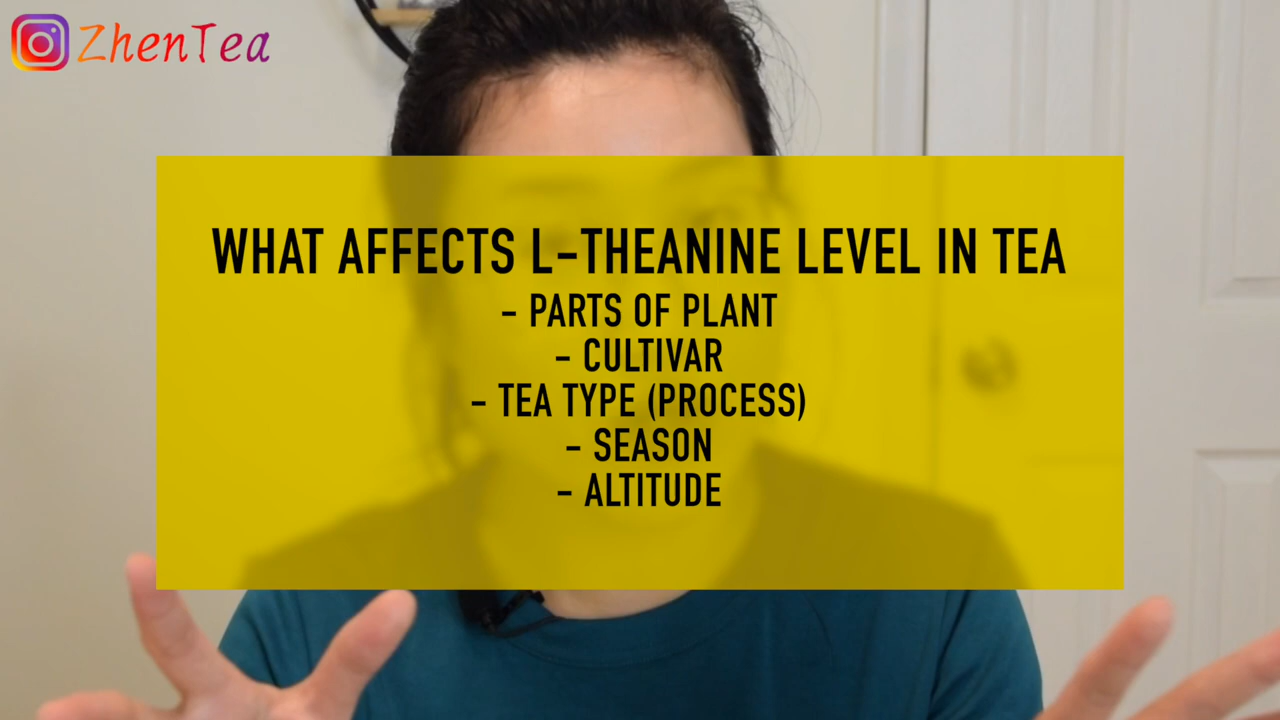 ZhenTea
WHAT AFFECTS L-THEANINE LEVEL IN TEA
- PARTS OF PLANT
- CULTIVAR
- TEA TYPE (PROCESS)
- SEASON
- ALTITUDE